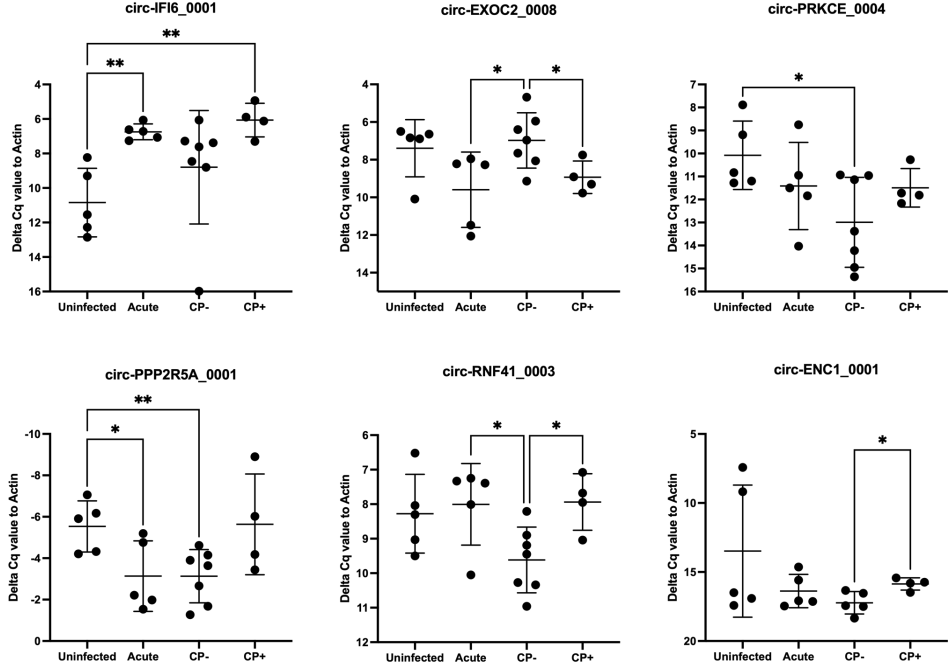 circ-IFI6_0001
**
**
Delta Cq value to Actin
4
6
8
10
12
14
16
Uninfected Acute CP- CP+
circ-EXOC2_0008
* *
Delta Cq value to Actin
4
6
8
10
12
14
Uninfected Acute CP- CP+
circ-PRKCE_0004
*
Delta Cq value to Actin
7
8
9
10
11
12
13
14
15
16
Uninfected Acute CP- CP+
circ-PPP2R5A_0001
**
*
Delta Cq value to Actin
-10
-8
-6
-4
-2
0
Uninfected Acute CP- CP+
circ-RNF41_0003
* *
Delta Cq value to Actin
6
7
8
9
10
11
12
Uninfected Acute CP- CP+
circ-ENC1_0001
*
Delta Cq value to Actin
5
10
15
20
Uninfected Acute CP- CP+